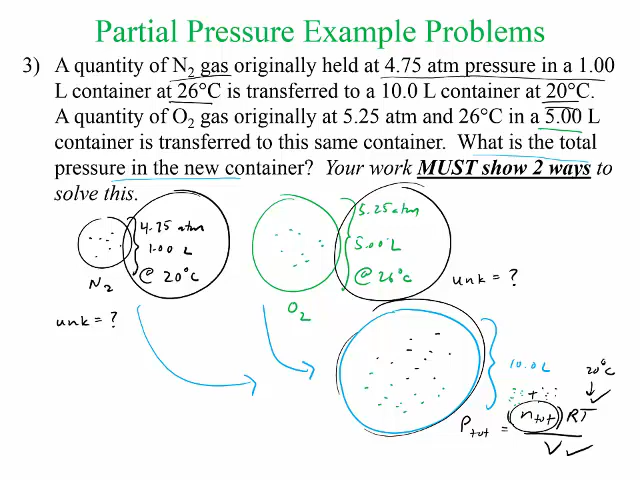 Partial Pressure Example Problems
3) A quantity of N2 gas originally held at 4.75 atm pressure in a 1.00
L container at 26°C is transferred to a 10.0 L container at 20°C.
A quantity of O2 gas originally at 5.25 atm and 26°C in a 5.00 L
container is transferred to this same container. What is the total
pressure in the new container? Your work MUST show 2 ways to
solve this.
4.75 atm
1.00 L
@ 20°C
N2
unk = ?
5.25 atm
5.00 L
@ 26°C
O2
unk = ?
10.0 L
20°C
+
Ptot = ntot RT
V